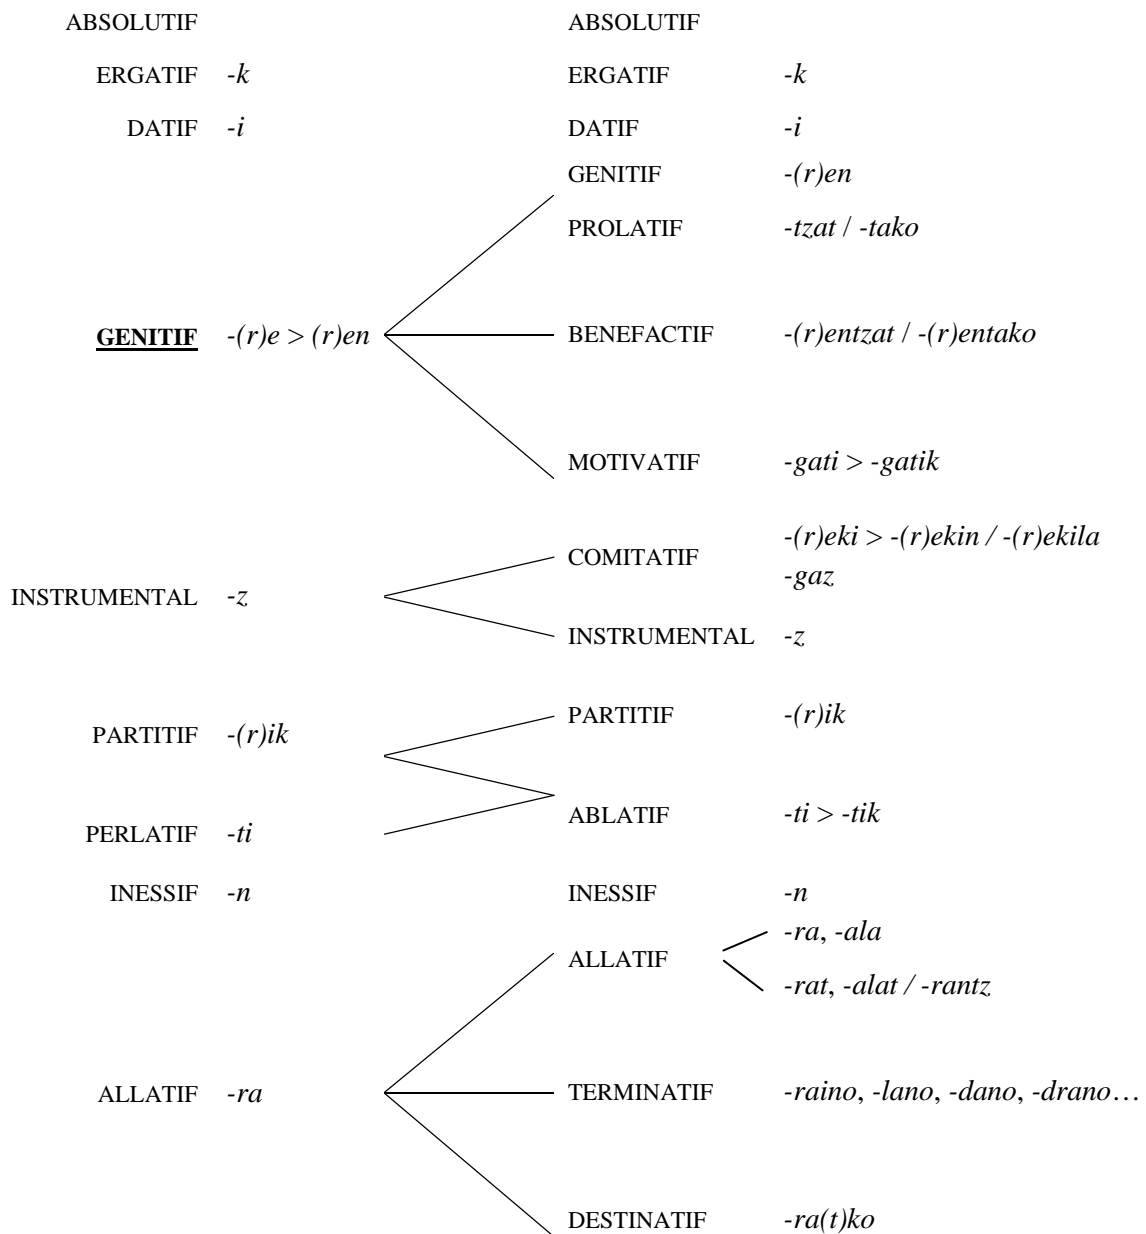 ABSOLUTIF ABSOLUTIF
ERGATIF -k ERGATIF -k
DATIF -i DATIF -i
GENITIF -(r)en
PROLATIF -tzat / -tako
GENITIF -(r)e > (r)en BENEFACTIF -(r)entzat / -(r)entako
MOTIVATIF -gati > -gatik
-(r)eki > -(r)ekin / -(r)ekila
COMITATIF
-gaz
INSTRUMENTAL -z
INSTRUMENTAL -z
PARTITIF -(r)ik
PARTITIF -(r)ik
ABLATIF -ti > -tik
PERLATIF -ti
INESSIF -n INESSIF -n
-ra, -ala
ALLATIF
-rat, -alat / -rantz
ALLATIF -ra TERMINATIF -raino, -lano, -dano, -drano…
DESTINATIF -ra(t)ko